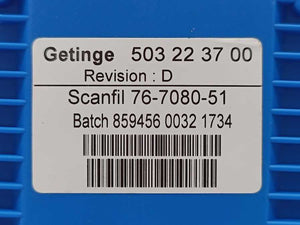 Getinge 503 22 37 00
Revision : D
Scanfil 76-7080-51
Batch 859456 0032 1734